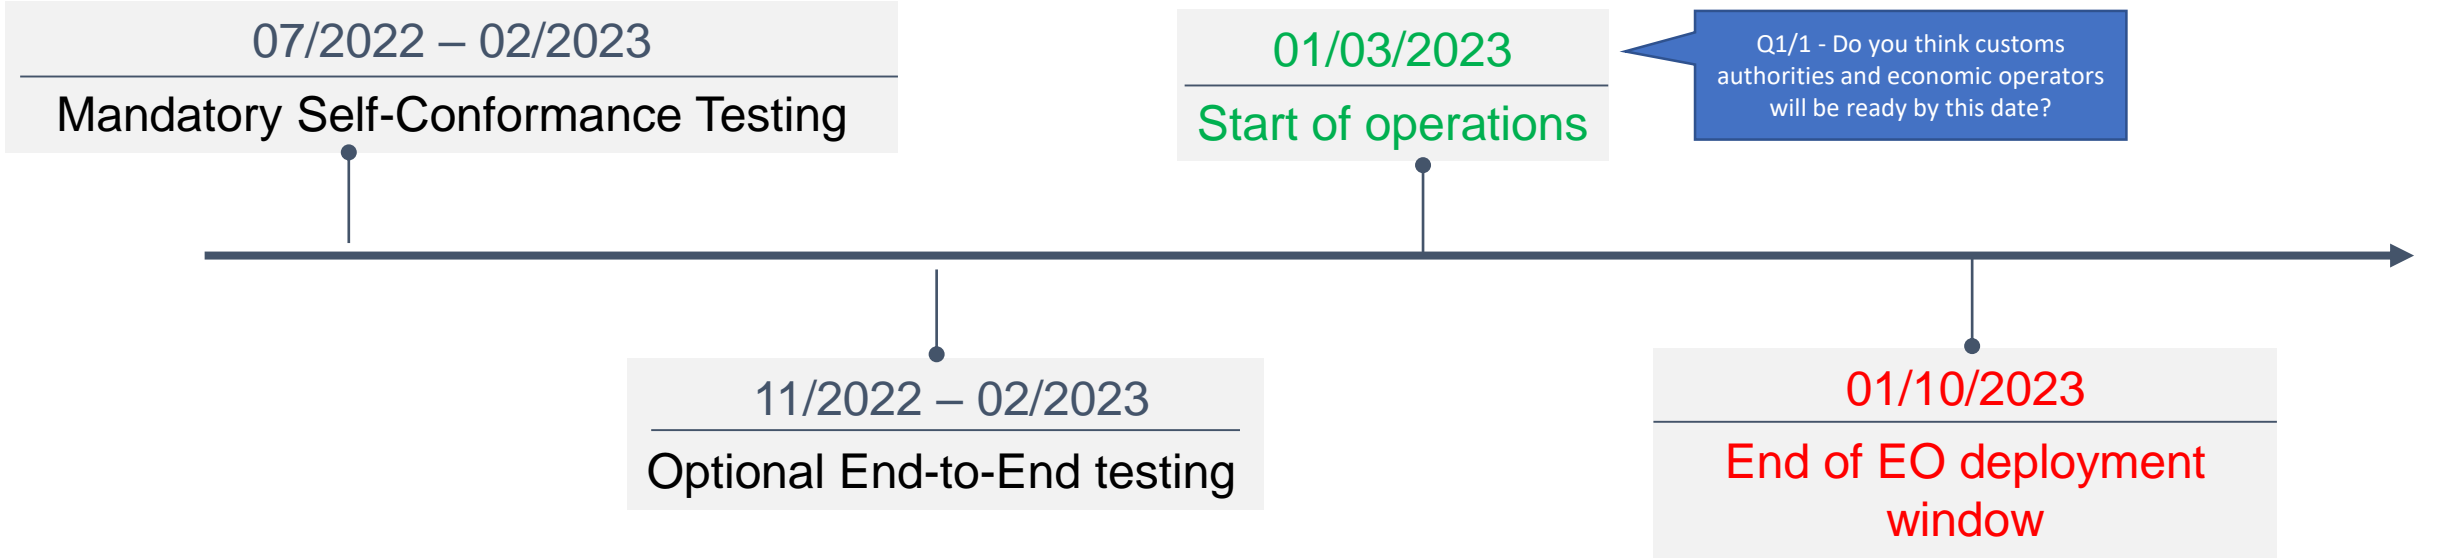 07/2022 – 02/2023
Mandatory Self-Conformance Testing
01/03/2023
Start of operations
Q1/1 - Do you think customs
authorities and economic operators
will be ready by this date?
11/2022 – 02/2023
Optional End-to-End testing
01/10/2023
End of EO deployment
window